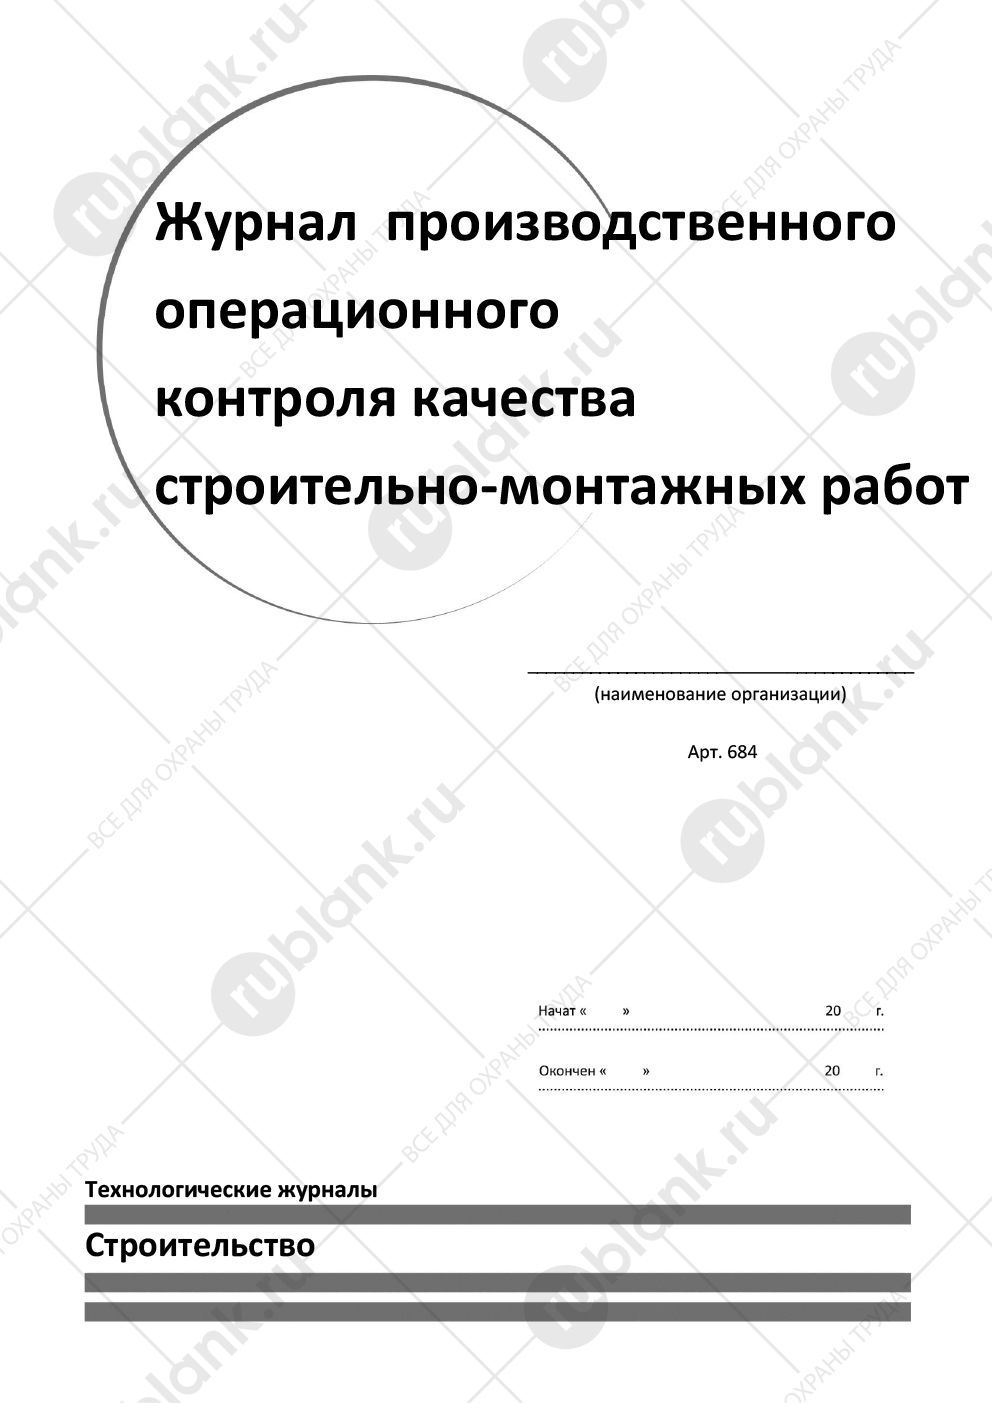 Журнал производственного
операционного
контроля качества
строительно-монтажных работ
(наименование организации)
Арт. 684
Начат « » 20 г.
Окончен « » 20 г.
Технологические журналы
Строительство
rublank.ru
ВСЕ ДЛЯ ОХРАНЫ ТРУДА